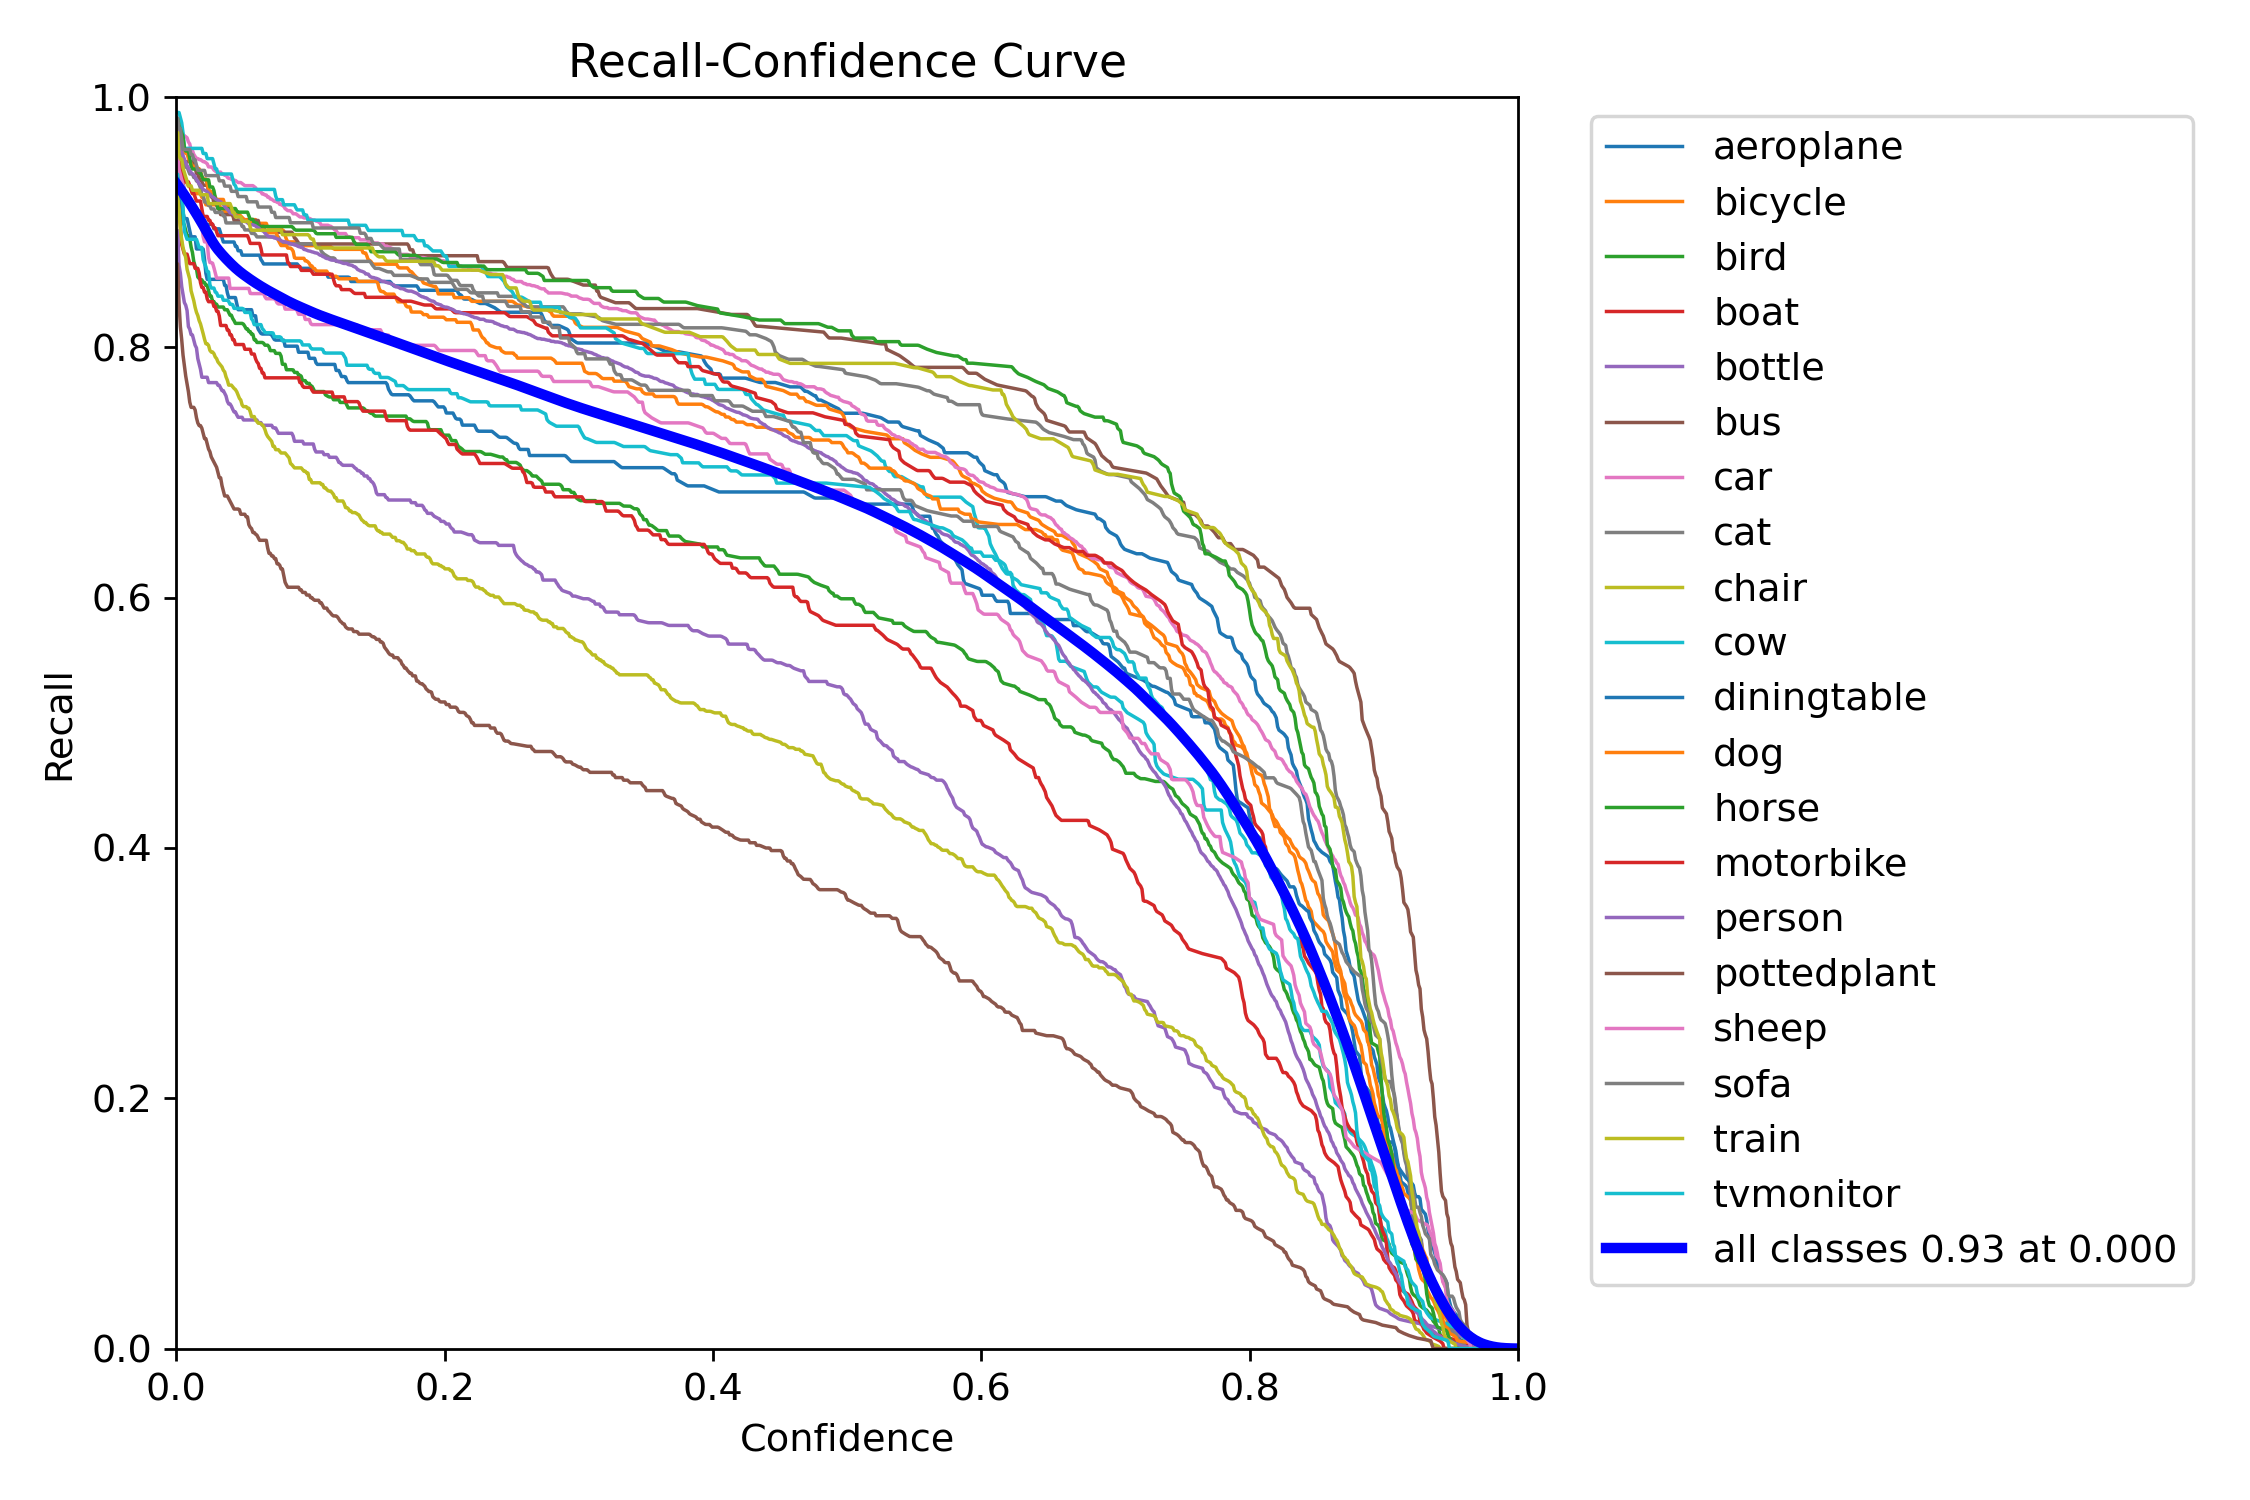 Recall-Confidence Curve
1.0
0.8
0.6
0.4
0.2
0.0
Recall
0.0 0.2 0.4 0.6 0.8 1.0
Confidence
aeroplane
bicycle
bird
boat
bottle
bus
car
cat
chair
cow
diningtable
dog
horse
motorbike
person
pottedplant
sheep
sofa
train
tvmonitor
all classes 0.93 at 0.000